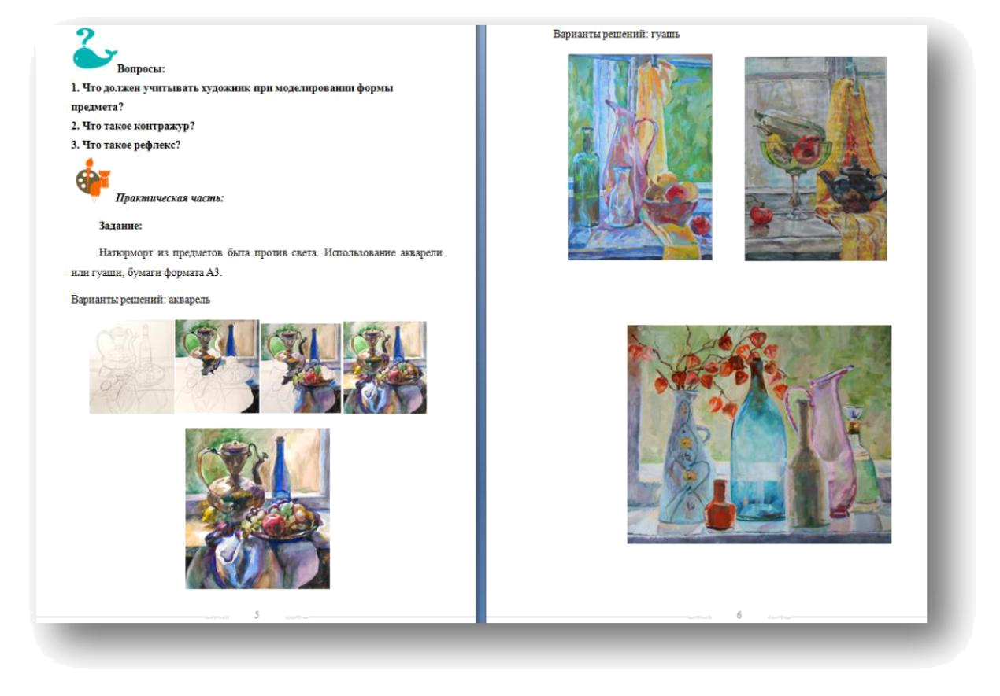 Вопросы:
1. Что должен учитывать художник при моделировании формы
предмета?
2. Что такое контражур?
3. Что такое рефлекс?
Практическая часть:
Задание:
Натюрморт из предметов быта против света. Использование акварели
или гуаши, бумаги формата А3.
Варианты решений: акварель
5
Варианты решений: гуашь
6